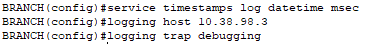 BRANCH(config)#service timestamps log datetime msec
BRANCH(config)#logging host 10.38.98.3
BRANCH(config)#logging trap debugging